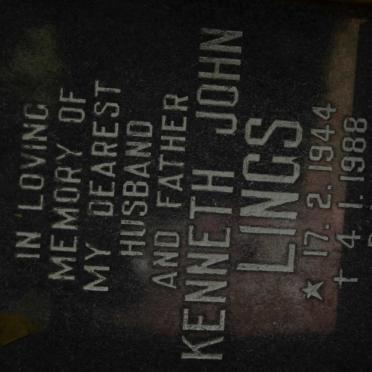 IN LOVING
MEMORY OF
MY DEAREST
HUSBAND
AND FATHER
KENNETH JOHN
LINGS
★ 17. 2. 1944
† 4. 1. 1988